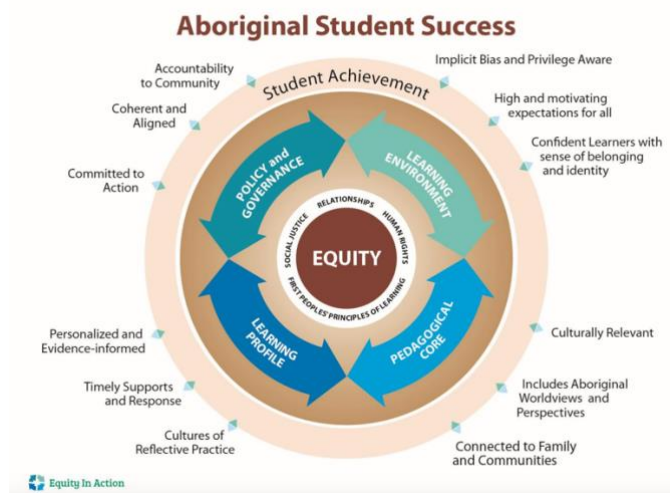 Aboriginal Student Success
Student Achievement
Accountability
to Community
Coherent and
Aligned
Committed to
Action
Implicit Bias and Privilege Aware
High and motivating
expectations for all
Confident Learners with
sense of belonging
and identity
POLICY and
GOVERNANCE
LEARNING
ENVIRONMENT
RELATIONSHIPS
SOCIAL JUSTICE
HUMAN RIGHTS
EQUITY
FIRST PEOPLES' PRINCIPLES OF LEARNING
LEARNING
PROFILE
PEDAGOGICAL
CORE
Personalized and
Evidence-informed
Timely Supports
and Response
Cultures of
Reflective Practice
Culturally Relevant
Includes Aboriginal
Worldviews and
Perspectives
Connected to Family
and Communities
Equity In Action